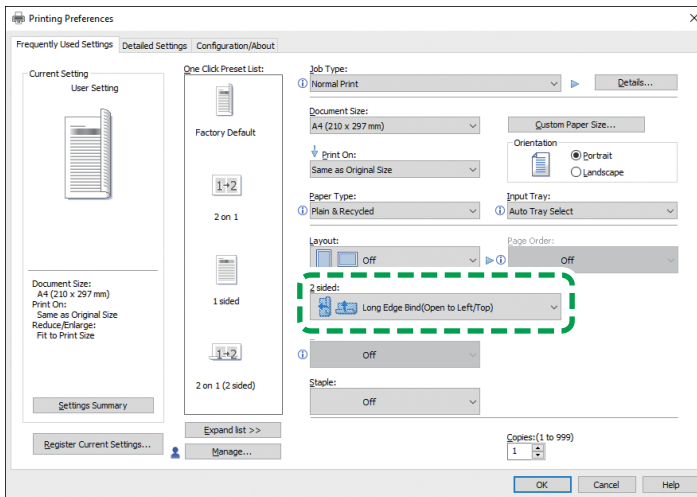 Printing Preferences
Frequently Used Settings Detailed Settings Configuration/About
Current Setting
User Setting
Document Size:
A4 (210 x 297 mm)
Print On:
Same as Original Size
Reduce/Enlarge:
Fit to Print Size
Settings Summary
Register Current Settings...
One Click Preset List:
Factory Default
1→2
2 on 1
1 sided
1→2
2 on 1 (2 sided)
Expand list >>
Manage...
Job Type:
Normal Print
Details...
Document Size:
A4 (210 x 297 mm)
Custom Paper Size...
Print On:
Same as Original Size
Orientation
Portrait
Landscape
Paper Type:
Plain & Recycled
Input Tray:
Auto Tray Select
Layout:
Off
Page Order:
Off
2 sided:
Long Edge Bind(Open to Left/Top)
Off
Staple:
Off
Copies:(1 to 999)
1
OK Cancel Help